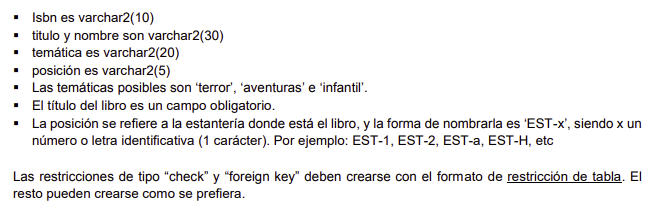 ▪ Isbn es varchar2(10)
▪ titulo y nombre son varchar2(30)
▪ temática es varchar2(20)
▪ posición es varchar2(5)
▪ Las temáticas posibles son ‘terror’, ‘aventuras’ e ‘infantil’.
▪ El título del libro es un campo obligatorio.
▪ La posición se refiere a la estantería donde está el libro, y la forma de nombrarla es ‘EST-x’, siendo x un
número o letra identificativa (1 carácter). Por ejemplo: EST-1, EST-2, EST-a, EST-H, etc
Las restricciones de tipo “check” y “foreign key” deben crearse con el formato de restricción de tabla. El
resto pueden crearse como se prefiera.